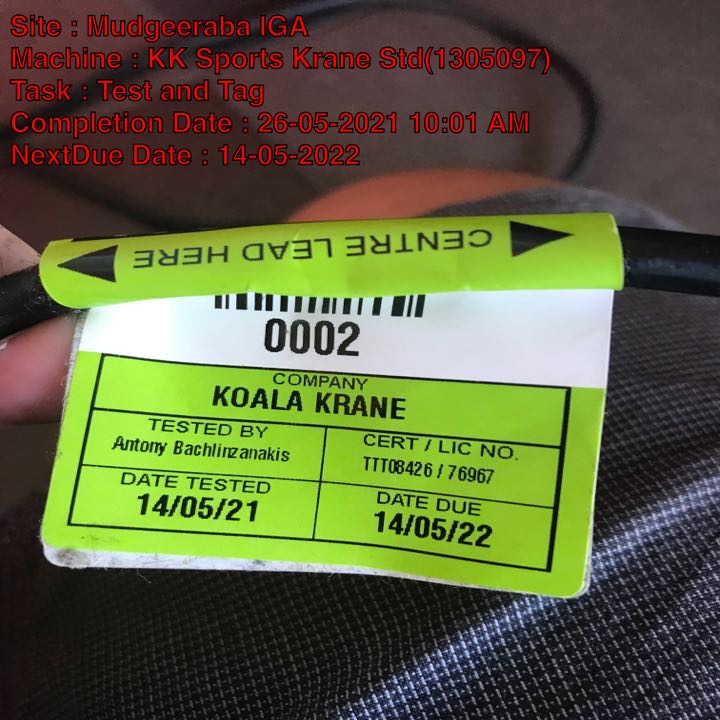 Site : Mudgeeraba IGA
Machine : KK Sports Krane Std(1305097)
Task : Test and Tag
Completion Date : 26-05-2021 10:01 AM
NextDue Date : 14-05-2022
CENTRE LEAD HERE
0002
COMPANY
KOALA KRANE
TESTED BY
Antony Bachlinzanakis
CERT / LIC NO.
TTT08426 / 76967
DATE TESTED
14/05/21
DATE DUE
14/05/22